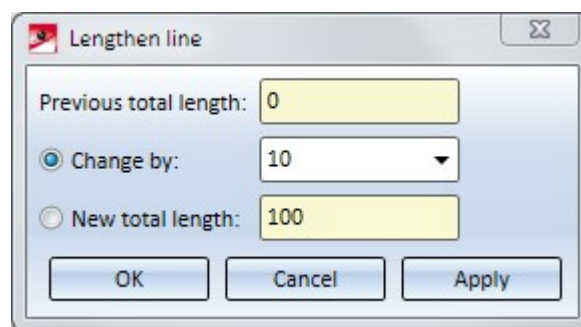 Lengthen line
Previous total length: 0
Change by: 10
New total length: 100
OK Cancel Apply